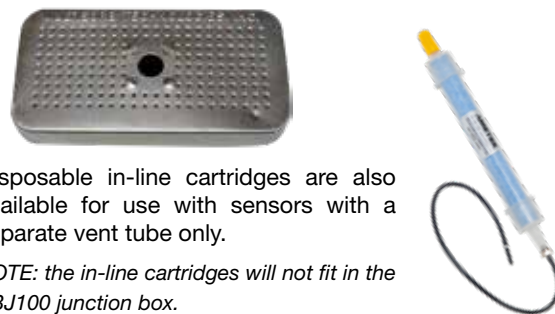 isposable in-line cartridges are also
ailable for use with sensors with a
parate vent tube only.
OTE: the in-line cartridges will not fit in the
BJ100 junction box.